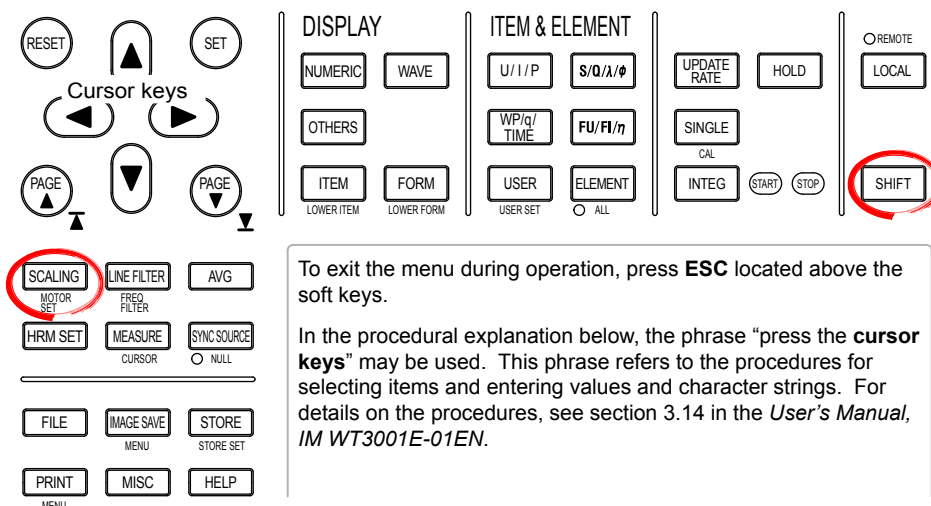 RESET
SET
Cursor keys
PAGE
PAGE
DISPLAY
NUMERIC
WAVE
OTHERS
ITEM
FORM
LOWER ITEM
LOWER FORM
ITEM & ELEMENT
U/I/P
S/Q/λ/ϕ
WP/q/
TIME
FU/FI/η
USER
ELEMENT
USER SET
ALL
UPDATE
RATE
HOLD
SINGLE
CAL
INTEG
START
STOP
REMOTE
LOCAL
SHIFT
SCALING
LINE FILTER
AVG
MOTOR
SET
FREQ
FILTER
HRM SET
MEASURE
SYNC SOURCE
CURSOR
NULL
FILE
IMAGE SAVE
STORE
MENU
STORE SET
PRINT
MISC
HELP
MENU
To exit the menu during operation, press ESC located above the
soft keys.
In the procedural explanation below, the phrase “press the cursor
keys” may be used. This phrase refers to the procedures for
selecting items and entering values and character strings. For
details on the procedures, see section 3.14 in the User's Manual,
IM WT3001E-01EN.